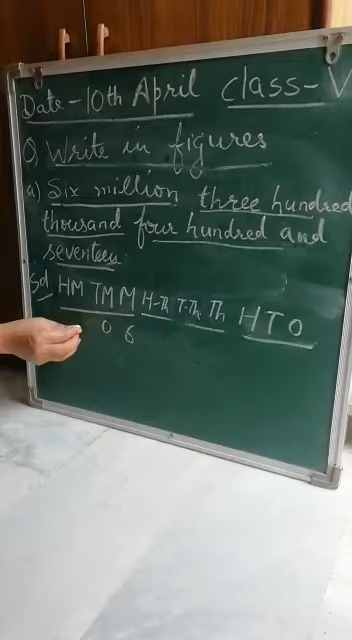 Date - 10th April Class - V
Q) Write in figures
a) Six million three hundred
thousand four hundred and
seventeen
Sol HM TM M H-Th T-Th Th H T O
0 6